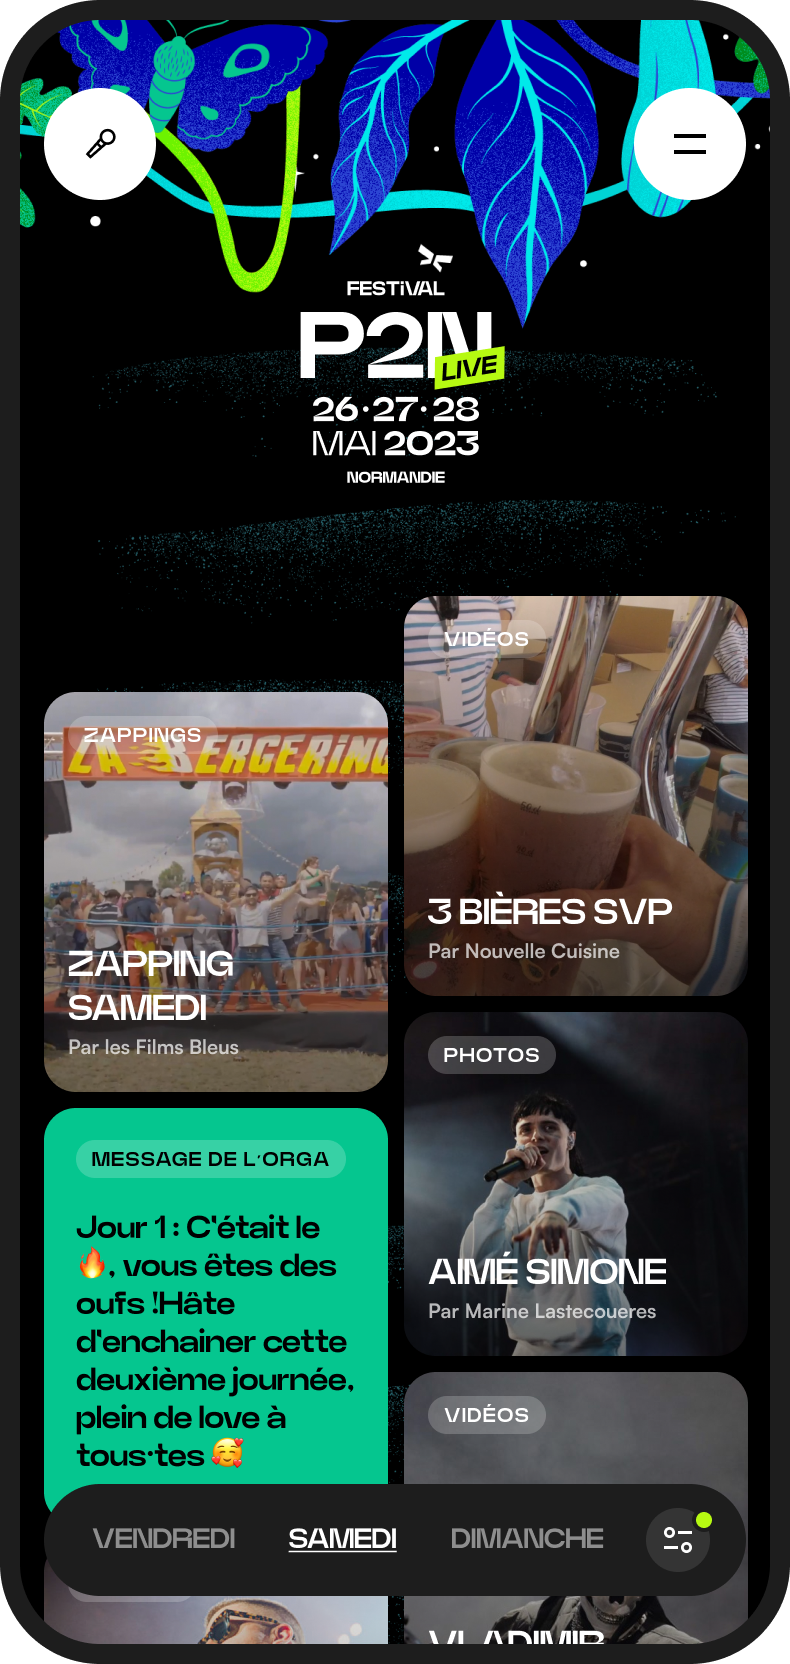 FESTiVAL
P2N
LIVE
26·27·28
MAI 2023
NORMANDIE
VIDÉOS
3 BIÈRES SVP
Par Nouvelle Cuisine
ZAPPINGS
LA BERGERING
ZAPPING
SAMEDI
Par les Films Bleus
PHOTOS
AIMÉ SIMONE
Par Marine Lastecoueres
MESSAGE DE L'ORGA
Jour 1 : C'était le
🔥, vous êtes des
oufs !Hâte
d'enchainer cette
deuxième journée,
plein de love à
tous·tes 🥰
VIDÉOS
VENDREDI SAMEDI DIMANCHE
VLADIMIR